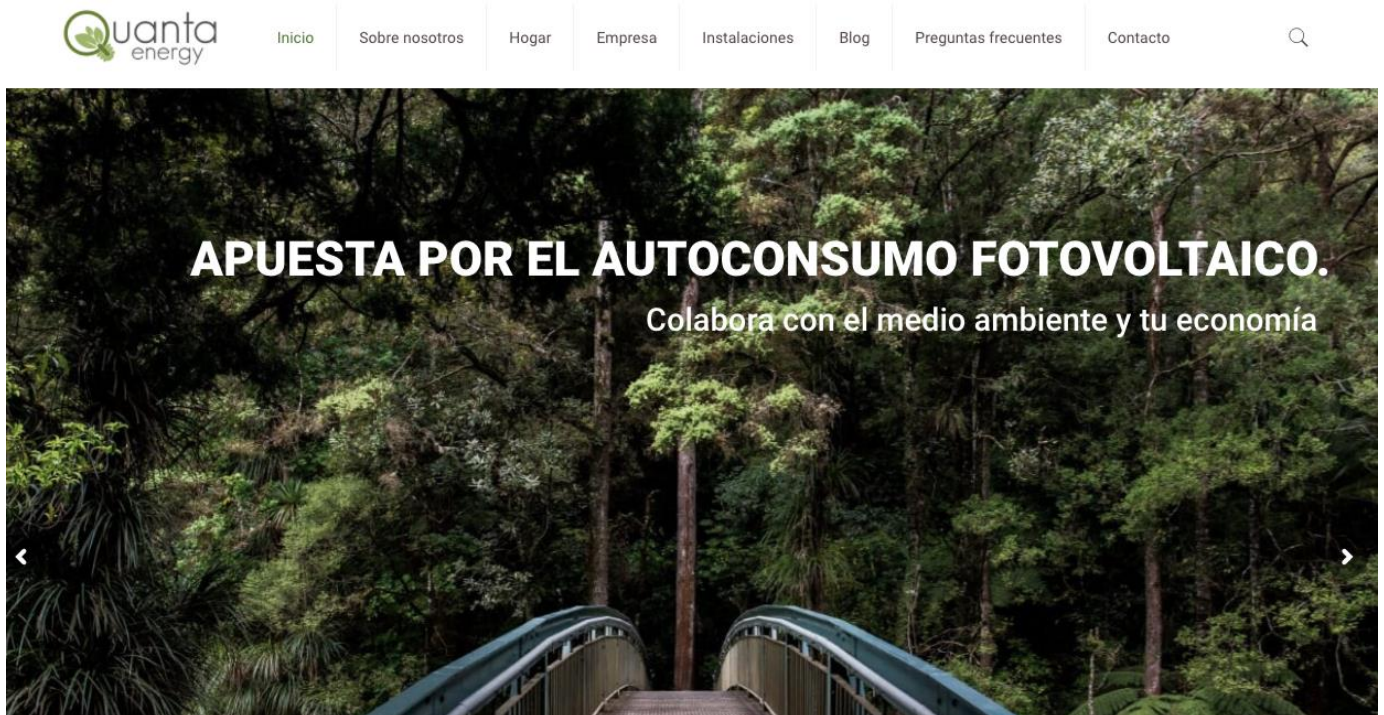 Quanta
energy
Inicio Sobre nosotros Hogar Empresa Instalaciones Blog Preguntas frecuentes Contacto
APUESTA POR EL AUTOCONSUMO FOTOVOLTAICO.
Colabora con el medio ambiente y tu economía